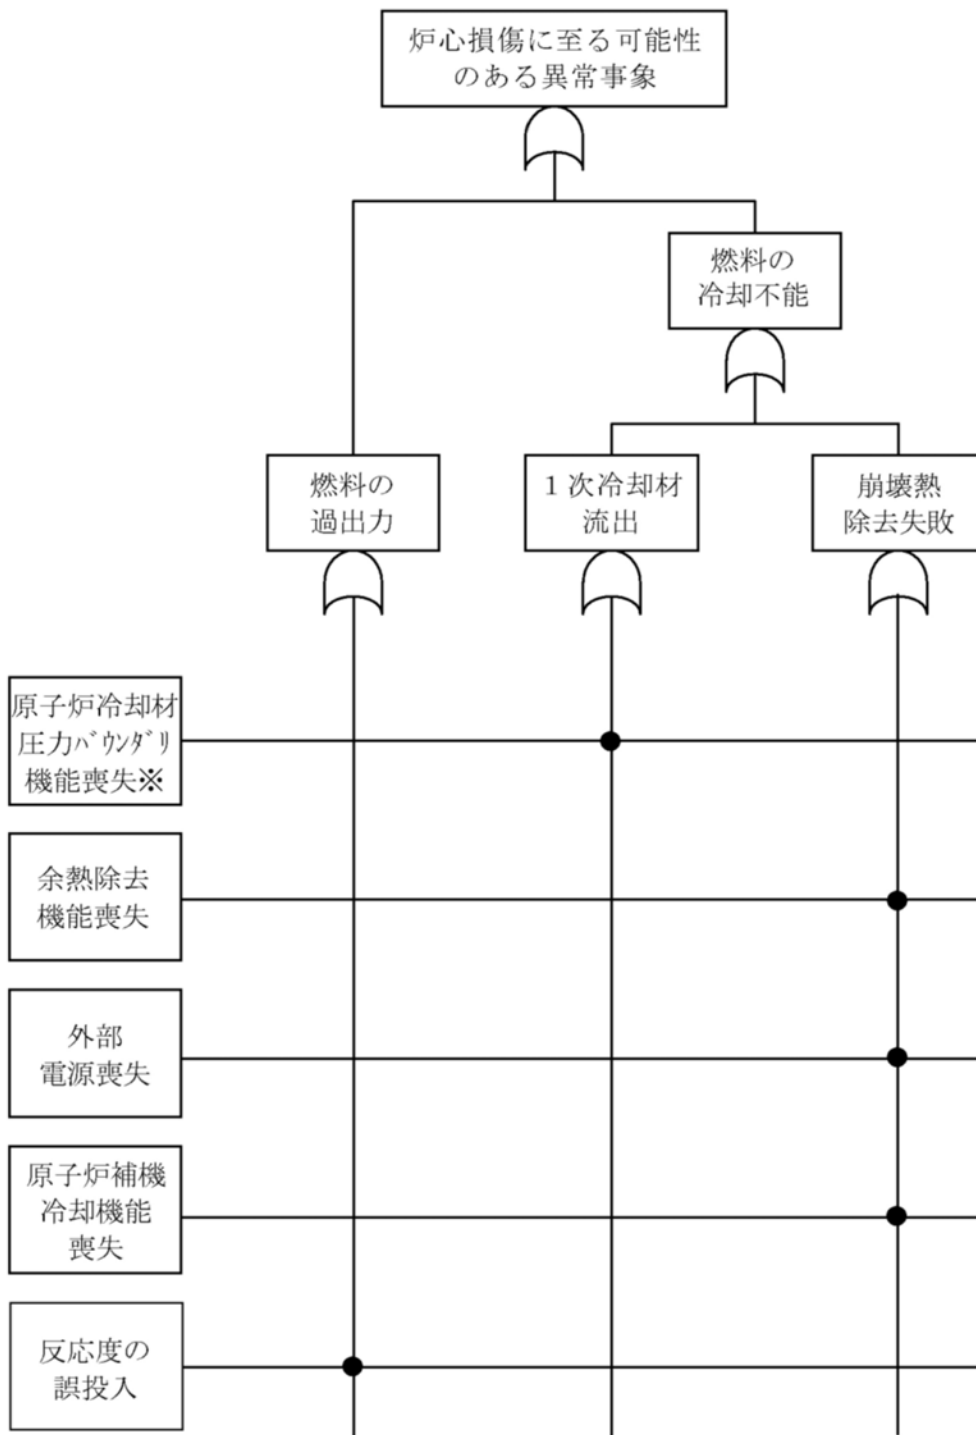 炉心損傷に至る可能性
のある異常事象
燃料の
冷却不能
燃料の
過出力
1次冷却材
流出
崩壊熱
除去失敗
原子炉冷却材
圧力ﾊﾞｳﾝﾀﾞﾘ
機能喪失※
余熱除去
機能喪失
外部
電源喪失
原子炉補機
冷却機能
喪失
反応度の
誤投入